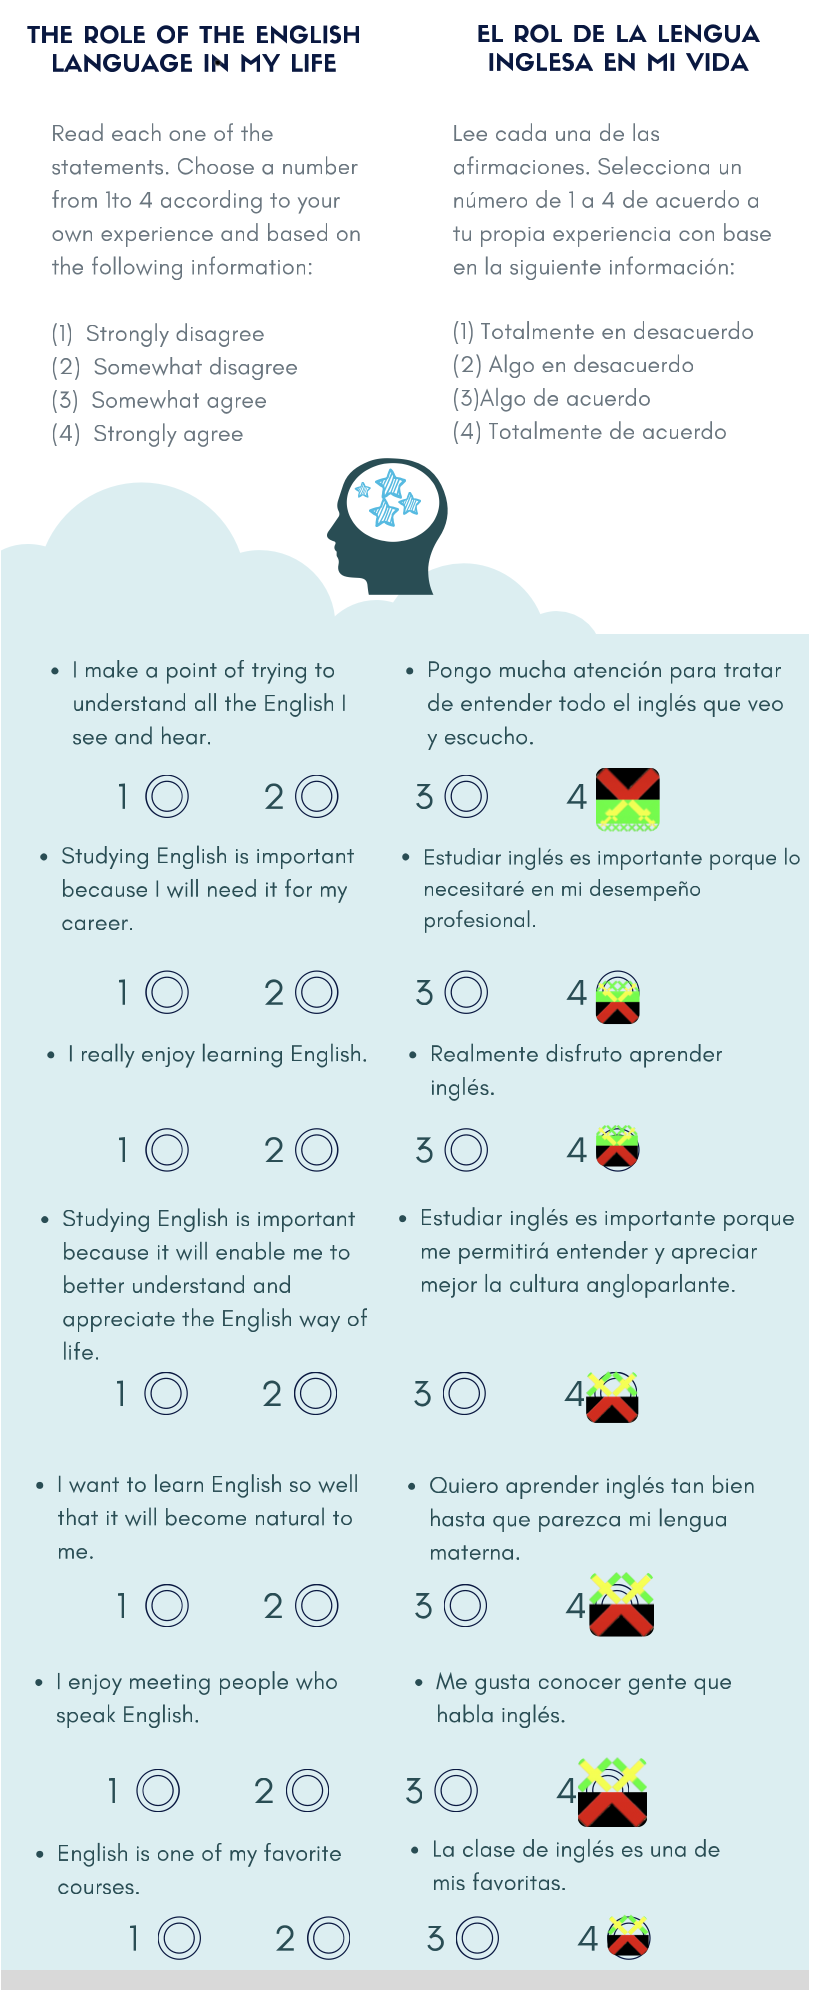 THE ROLE OF THE ENGLISH
LANGUAGE IN MY LIFE
EL ROL DE LA LENGUA
INGLESA EN MI VIDA
Read each one of the
statements. Choose a number
from 1to 4 according to your
own experience and based on
the following information:
(1) Strongly disagree
(2) Somewhat disagree
(3) Somewhat agree
(4) Strongly agree
Lee cada una de las
afirmaciones. Selecciona un
número de 1 a 4 de acuerdo a
tu propia experiencia con base
en la siguiente información:
(1) Totalmente en desacuerdo
(2) Algo en desacuerdo
(3)Algo de acuerdo
(4) Totalmente de acuerdo
• I make a point of trying to
understand all the English I
see and hear.
• Pongo mucha atención para tratar
de entender todo el inglés que veo
y escucho.
1 2 3 4
• Studying English is important
because I will need it for my
career.
• Estudiar inglés es importante porque lo
necesitaré en mi desempeño
profesional.
1 2 3 4
• I really enjoy learning English.
• Realmente disfruto aprender
inglés.
1 2 3 4
• Studying English is important
because it will enable me to
better understand and
appreciate the English way of
life.
• Estudiar inglés es importante porque
me permitirá entender y apreciar
mejor la cultura angloparlante.
1 2 3 4
• I want to learn English so well
that it will become natural to
me.
• Quiero aprender inglés tan bien
hasta que parezca mi lengua
materna.
1 2 3 4
• I enjoy meeting people who
speak English.
• Me gusta conocer gente que
habla inglés.
1 2 3 4
• English is one of my favorite
courses.
• La clase de inglés es una de
mis favoritas.
1 2 3 4